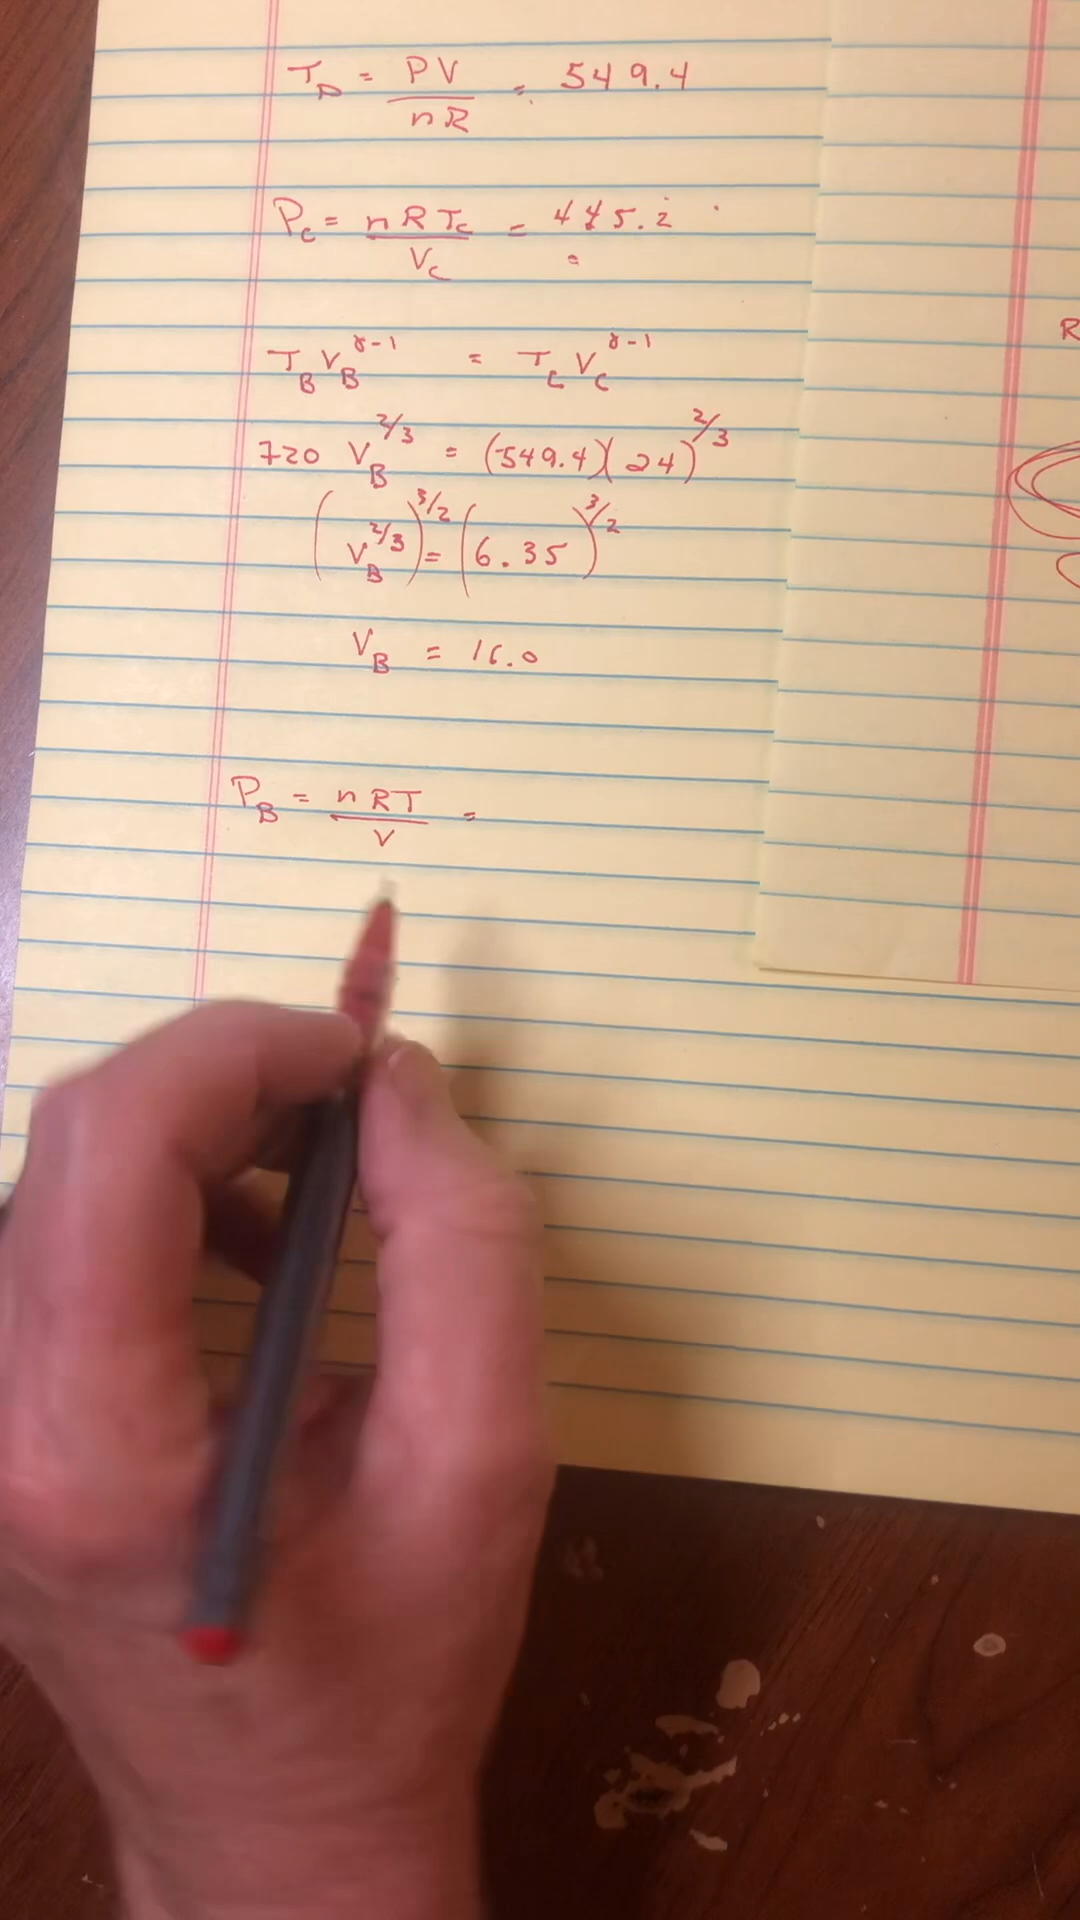 T_D = PV/nR = 549.4
P_C = nRT_C/V_C = 445.2
=
T_B V_B^(γ-1) = T_C V_C^(γ-1)
720 V_B^(2/3) = (549.4)(24)^(2/3)
(V_B^(2/3))^(3/2) = (6.35)^(3/2)
V_B = 16.0
P_B = nRT/V =
R